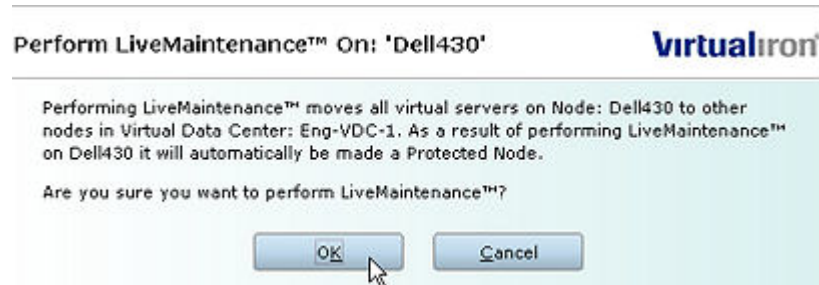 Perform LiveMaintenance™ On: 'Dell430'
Virtualıron
Performing LiveMaintenance™ moves all virtual servers on Node: Dell430 to other
nodes in Virtual Data Center: Eng-VDC-1. As a result of performing LiveMaintenance™
on Dell430 it will automatically be made a Protected Node.
Are you sure you want to perform LiveMaintenance™?
OK
Cancel